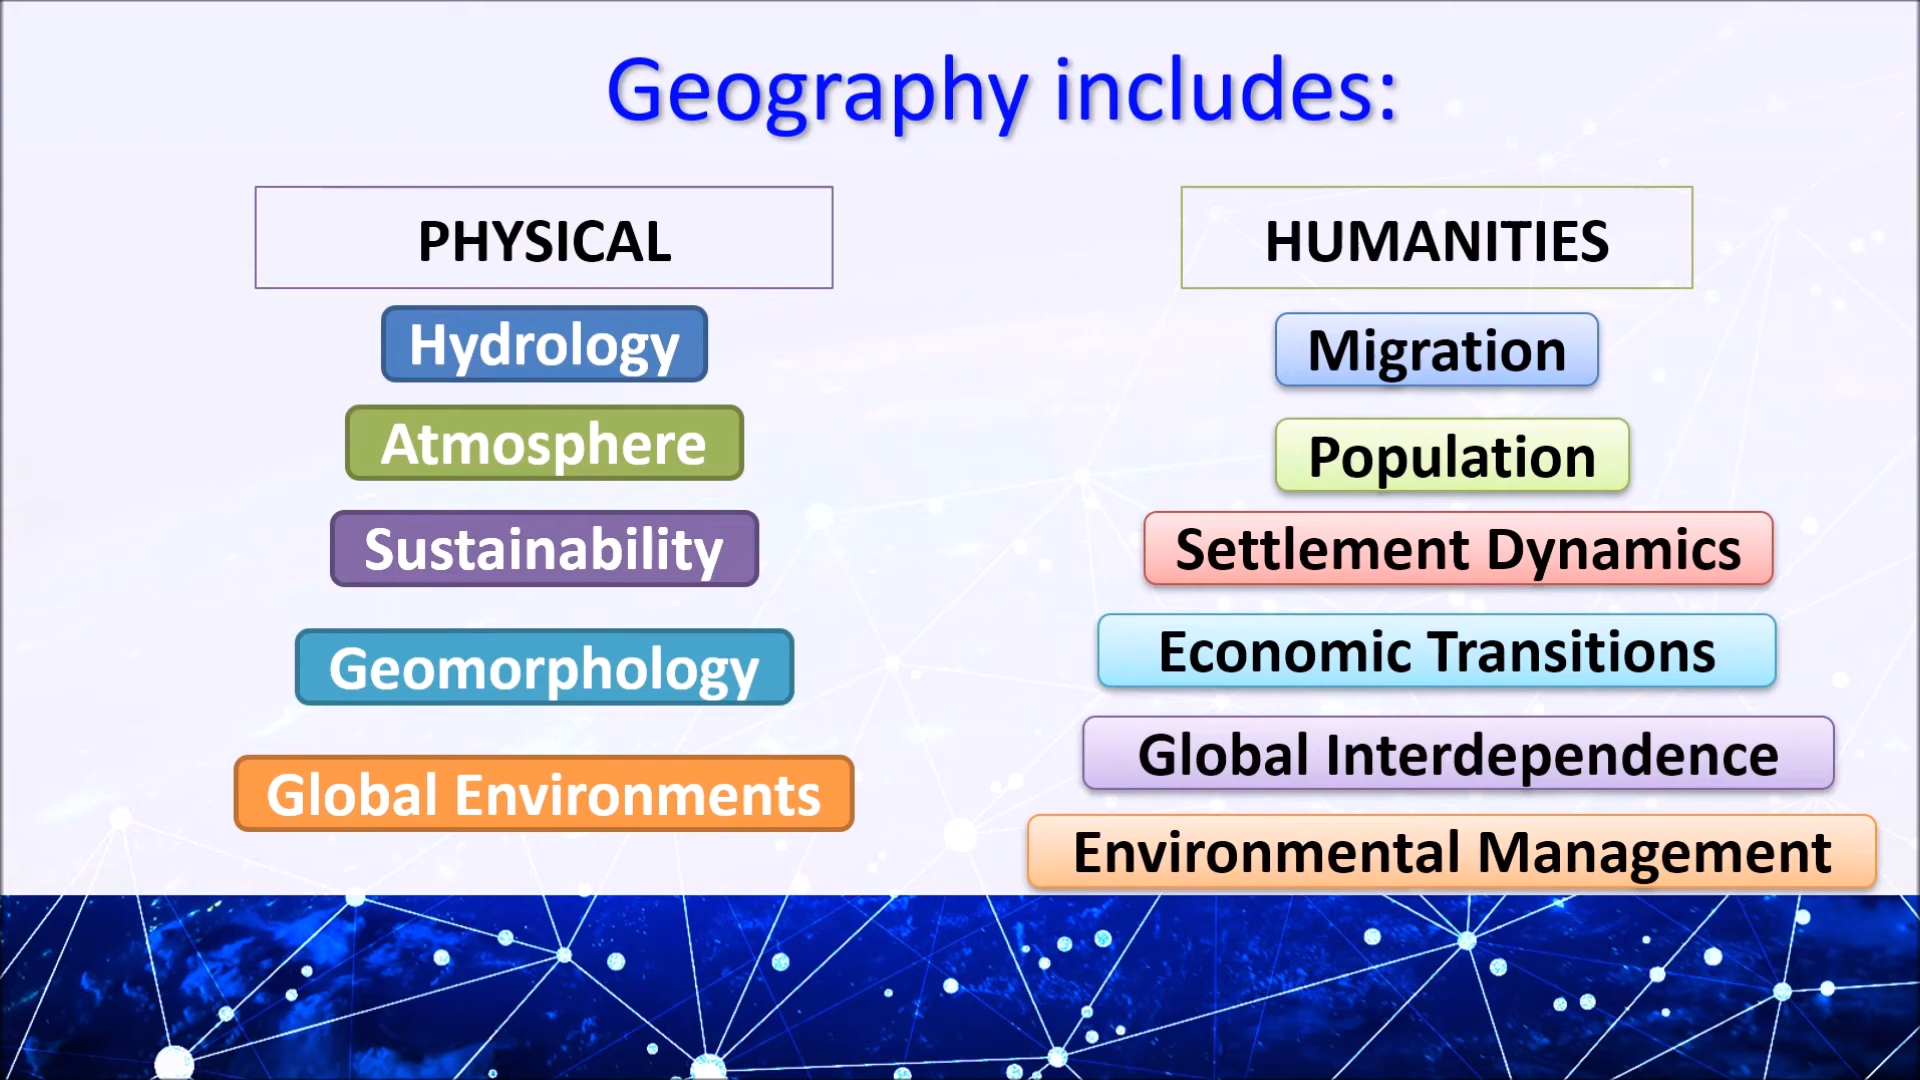 Geography includes:
PHYSICAL
Hydrology
Atmosphere
Sustainability
Geomorphology
Global Environments
HUMANITIES
Migration
Population
Settlement Dynamics
Economic Transitions
Global Interdependence
Environmental Management